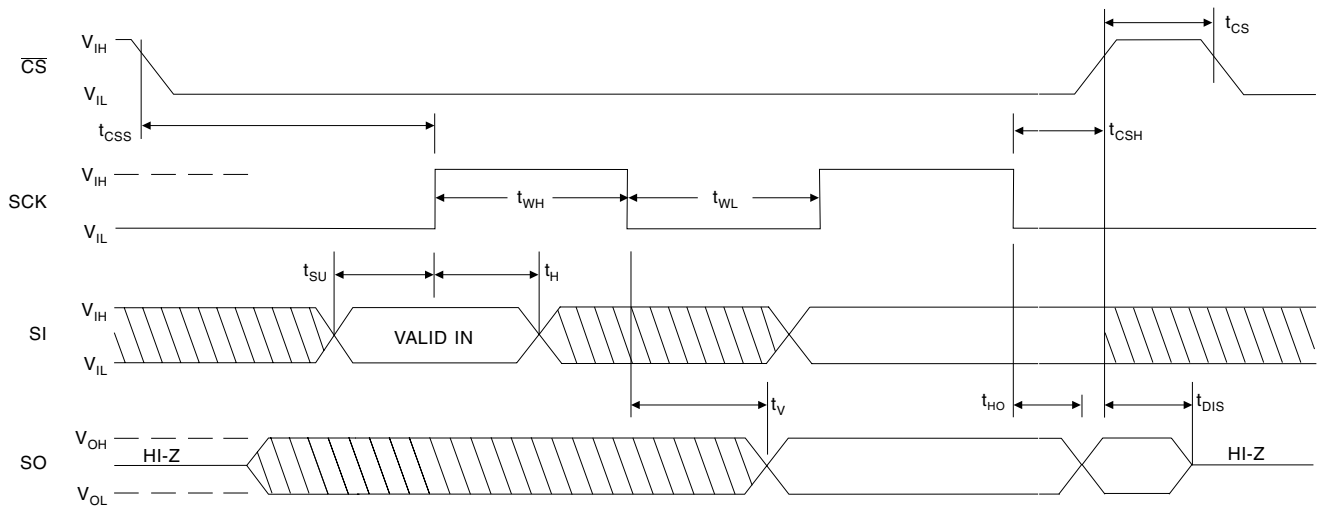 V_IH
t_CS
C̅S̅
V_IL
t_CSS
t_CSH
V_IH
SCK
t_WH
t_WL
V_IL
t_SU
t_H
V_IH
SI
VALID IN
V_IL
t_V
t_HO
t_DIS
V_OH
SO
HI-Z
HI-Z
V_OL